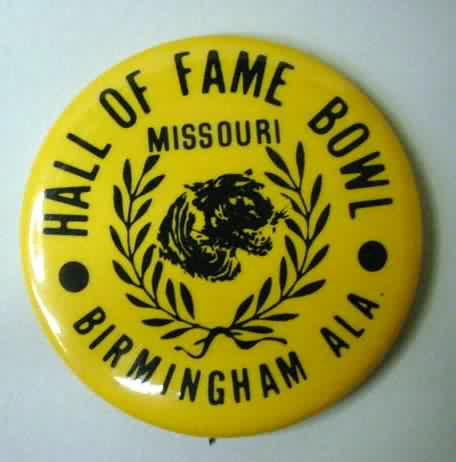 HALL OF FAME BOWL
MISSOURI
BIRMINGHAM ALA.